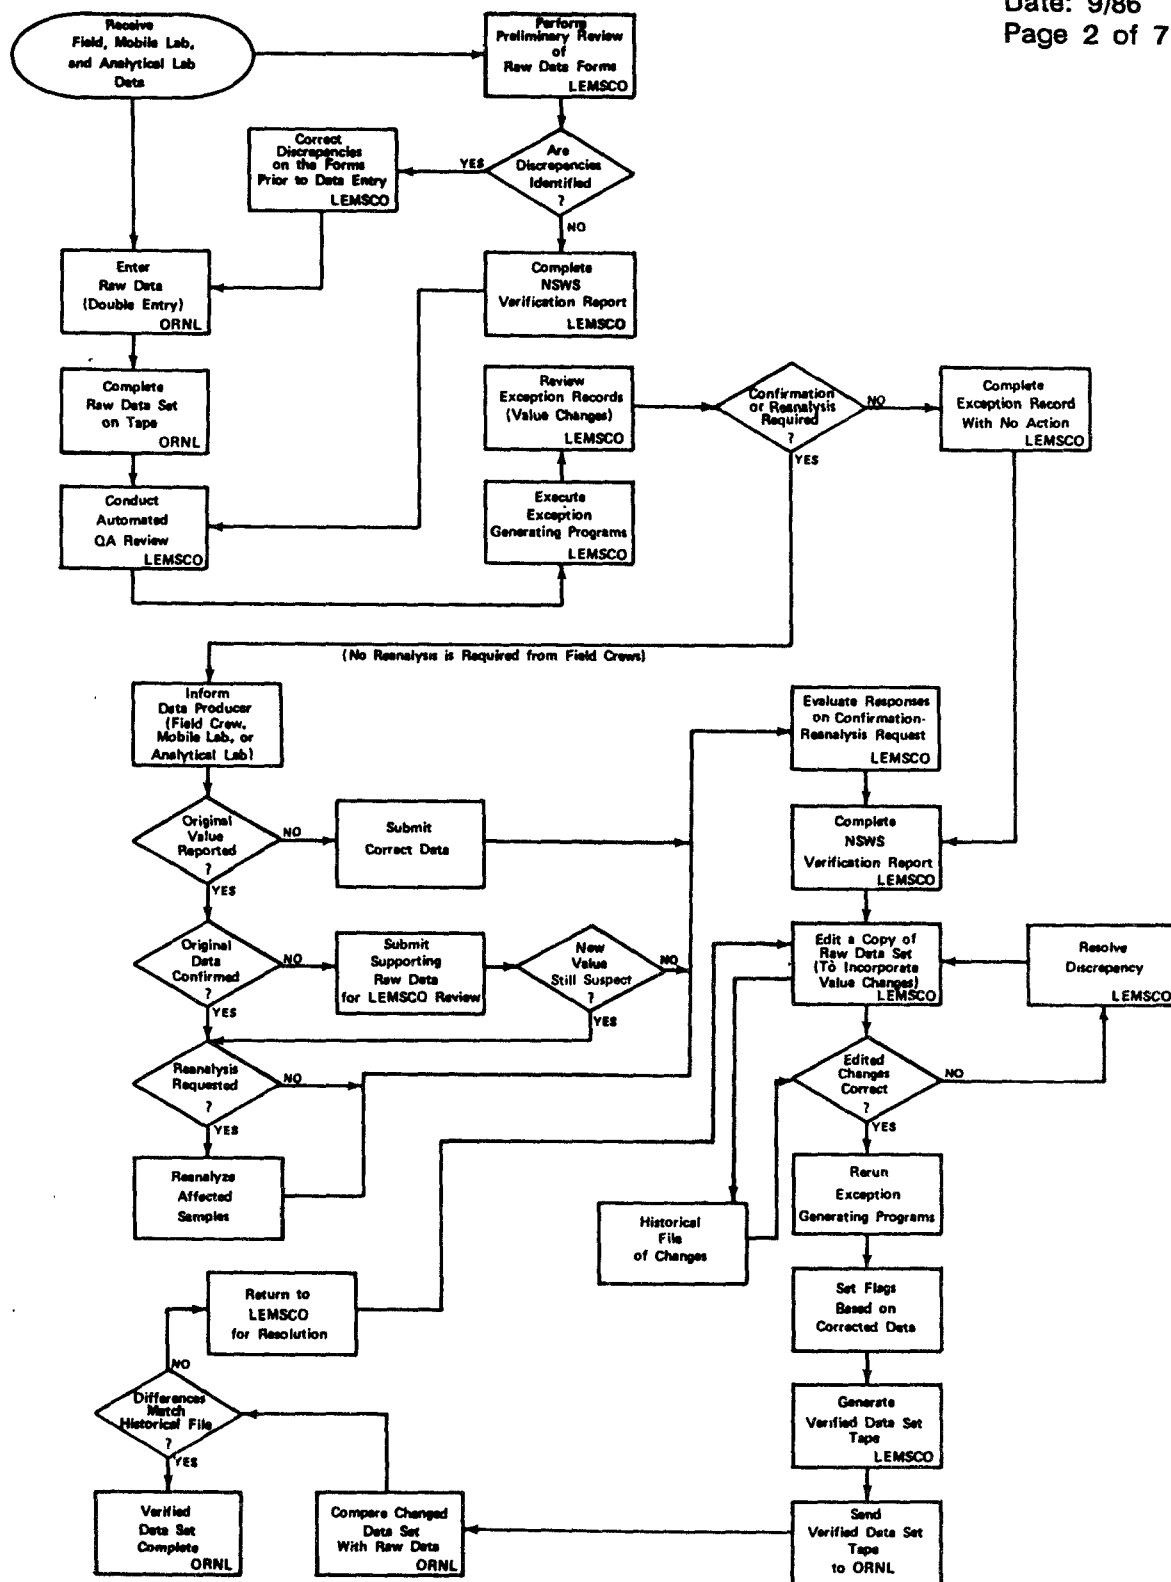 Date: 9/86
Page 2 of 7
Receive
Field, Mobile Lab,
and Analytical Lab
Data
Perform
Preliminary Review
of
Raw Data Forms
LEMSCO
Correct
Discrepancies
on the Forms
Prior to Data Entry
LEMSCO
YES
Are
Discrepencies
Identified
?
NO
Enter
Raw Data
(Double Entry)
ORNL
Complete
NSWS
Verification Report
LEMSCO
Complete
Raw Data Set
on Tape
ORNL
Review
Exception Records
(Value Changes)
LEMSCO
Confirmation
or Reanalysis
Required
?
NO
YES
Complete
Exception Record
With No Action
LEMSCO
Conduct
Automated
QA Review
LEMSCO
Execute
Exception
Generating Programs
LEMSCO
(No Reanalysis is Required from Field Crews)
Inform
Data Producer
(Field Crew,
Mobile Lab, or
Analytical Lab)
Evaluate Responses
on Confirmation-
Reanalysis Request
LEMSCO
Original
Value
Reported
?
NO
YES
Submit
Correct Data
Complete
NSWS
Verification Report
LEMSCO
Original
Data
Confirmed
?
NO
YES
Submit
Supporting
Raw Data
for LEMSCO Review
New
Value
Still Suspect
?
NO
YES
Edit a Copy of
Raw Data Set
(To Incorporate
Value Changes)
LEMSCO
Resolve
Discrepancy
LEMSCO
Reanalysis
Requested
?
NO
YES
Edited
Changes
Correct
?
NO
YES
Reanalyze
Affected
Samples
Rerun
Exception
Generating Programs
Historical
File
of Changes
Return to
LEMSCO
for Resolution
Set Flags
Based on
Corrected Data
NO
Differences
Match
Historical File
?
YES
Generate
Verified Data Set
Tape
LEMSCO
Verified
Data Set
Complete
ORNL
Compare Changed
Data Set
With Raw Data
ORNL
Send
Verified Data Set
Tape
to ORNL